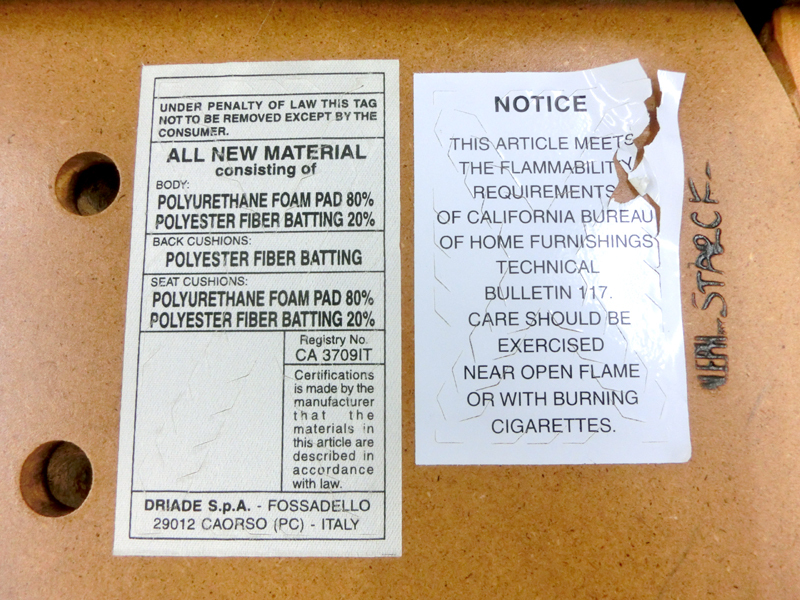 UNDER PENALTY OF LAW THIS TAG
NOT TO BE REMOVED EXCEPT BY THE
CONSUMER.
ALL NEW MATERIAL
consisting of
BODY:
POLYURETHANE FOAM PAD 80%
POLYESTER FIBER BATTING 20%
BACK CUSHIONS:
POLYESTER FIBER BATTING
SEAT CUSHIONS:
POLYURETHANE FOAM PAD 80%
POLYESTER FIBER BATTING 20%
Registry No.
CA 3709IT
Certifications
is made by the
manufacturer
that the
materials in
this article are
described in
accordance
with law.
DRIADE S.p.A. - FOSSADELLO
29012 CAORSO (PC) - ITALY
NOTICE
THIS ARTICLE MEETS
THE FLAMMABILITY
REQUIREMENTS
OF CALIFORNIA BUREAU
OF HOME FURNISHINGS
TECHNICAL
BULLETIN 117.
CARE SHOULD BE
EXERCISED
NEAR OPEN FLAME
OR WITH BURNING
CIGARETTES.
STARCK